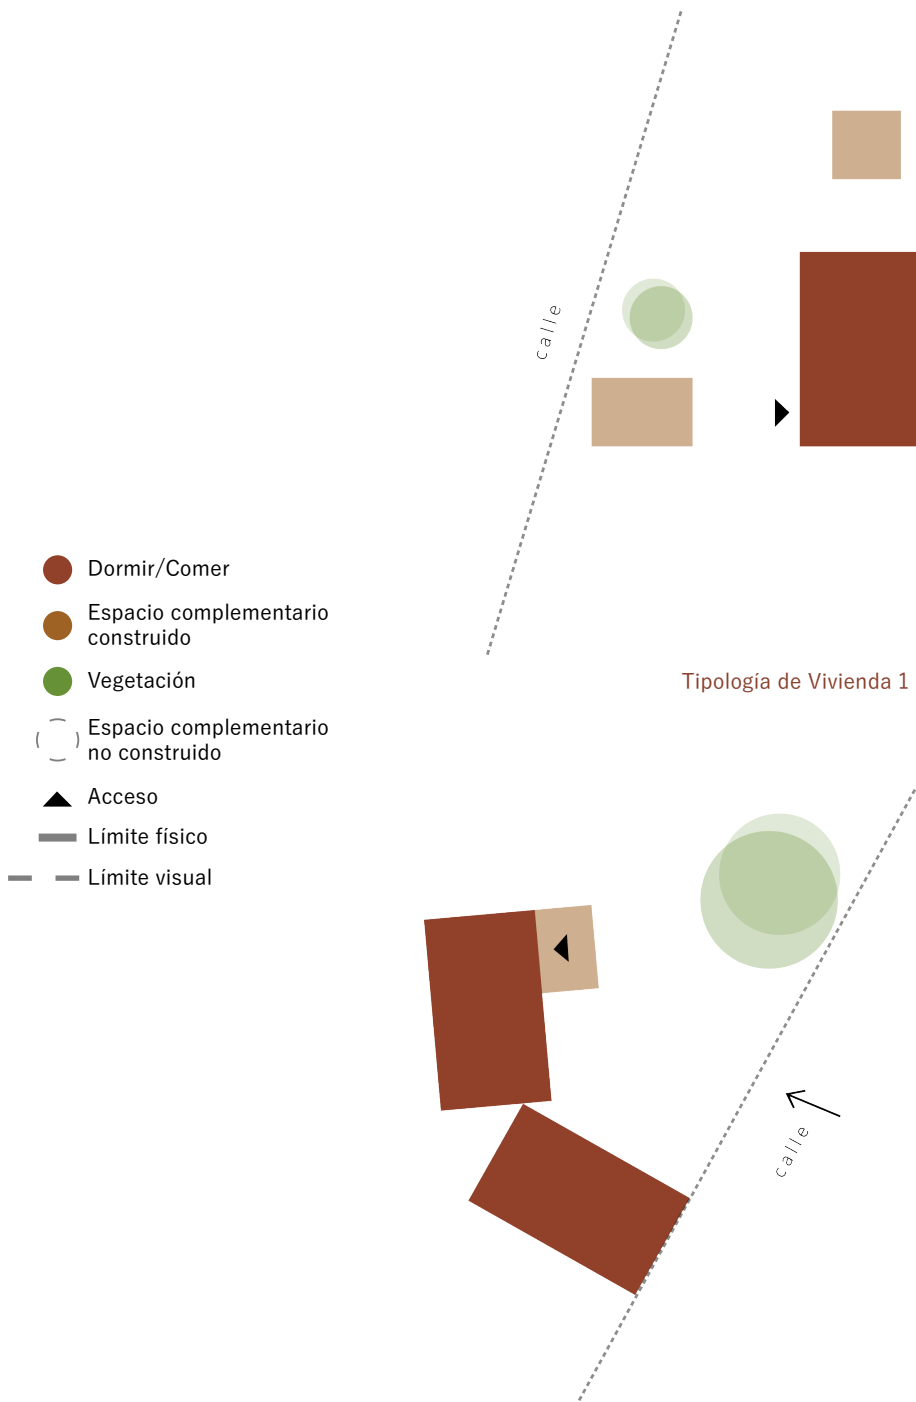 calle
Dormir/Comer
Espacio complementario
construido
Vegetación
Espacio complementario
no construido
Acceso
Límite físico
Límite visual
Tipología de Vivienda 1
calle